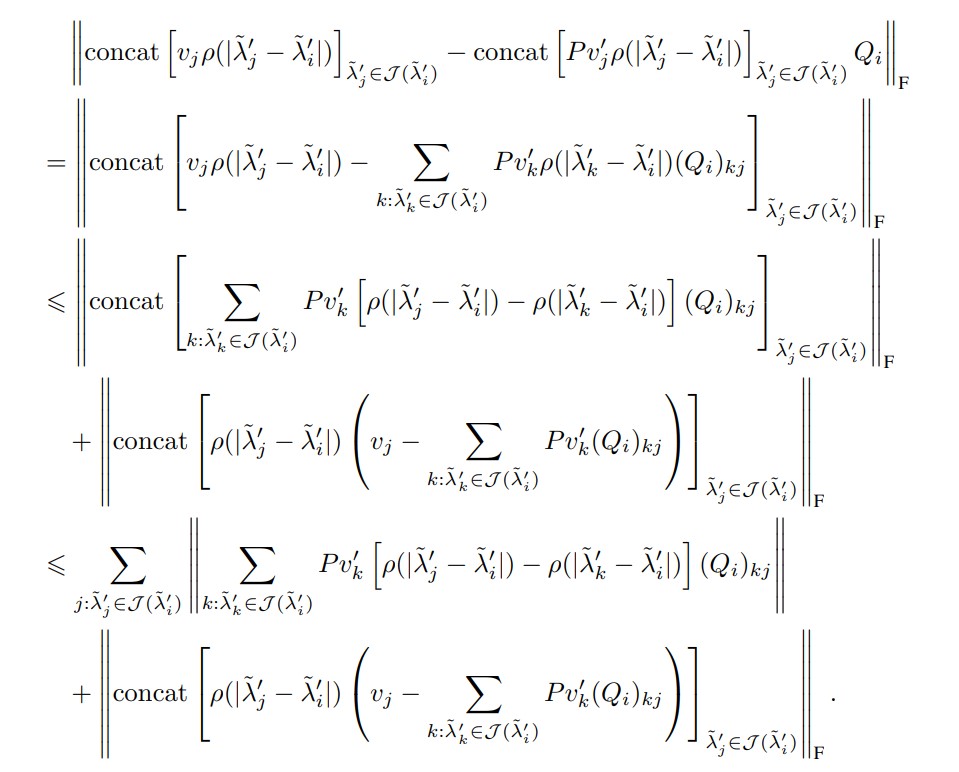 $\left\| \operatorname{concat} \left[ v_j \rho(|\tilde{\lambda}'_j - \tilde{\lambda}'_i|) \right]_{\tilde{\lambda}'_j \in \mathcal{J}(\tilde{\lambda}'_i)} - \operatorname{concat} \left[ P v'_j \rho(|\tilde{\lambda}'_j - \tilde{\lambda}'_i|) \right]_{\tilde{\lambda}'_j \in \mathcal{J}(\tilde{\lambda}'_i)} Q_i \right\|_{\mathrm{F}}$
$= \left\| \operatorname{concat} \left[ v_j \rho(|\tilde{\lambda}'_j - \tilde{\lambda}'_i|) - \sum_{k: \tilde{\lambda}'_k \in \mathcal{J}(\tilde{\lambda}'_i)} P v'_k \rho(|\tilde{\lambda}'_k - \tilde{\lambda}'_i|) (Q_i)_{kj} \right]_{\tilde{\lambda}'_j \in \mathcal{J}(\tilde{\lambda}'_i)} \right\|_{\mathrm{F}}$
$\leqslant \left\| \operatorname{concat} \left[ \sum_{k: \tilde{\lambda}'_k \in \mathcal{J}(\tilde{\lambda}'_i)} P v'_k \left[ \rho(|\tilde{\lambda}'_j - \tilde{\lambda}'_i|) - \rho(|\tilde{\lambda}'_k - \tilde{\lambda}'_i|) \right] (Q_i)_{kj} \right]_{\tilde{\lambda}'_j \in \mathcal{J}(\tilde{\lambda}'_i)} \right\|_{\mathrm{F}}$
$+ \left\| \operatorname{concat} \left[ \rho(|\tilde{\lambda}'_j - \tilde{\lambda}'_i|) \left( v_j - \sum_{k: \tilde{\lambda}'_k \in \mathcal{J}(\tilde{\lambda}'_i)} P v'_k (Q_i)_{kj} \right) \right]_{\tilde{\lambda}'_j \in \mathcal{J}(\tilde{\lambda}'_i)} \right\|_{\mathrm{F}}$
$\leqslant \sum_{j: \tilde{\lambda}'_j \in \mathcal{J}(\tilde{\lambda}'_i)} \left\| \sum_{k: \tilde{\lambda}'_k \in \mathcal{J}(\tilde{\lambda}'_i)} P v'_k \left[ \rho(|\tilde{\lambda}'_j - \tilde{\lambda}'_i|) - \rho(|\tilde{\lambda}'_k - \tilde{\lambda}'_i|) \right] (Q_i)_{kj} \right\|$
$+ \left\| \operatorname{concat} \left[ \rho(|\tilde{\lambda}'_j - \tilde{\lambda}'_i|) \left( v_j - \sum_{k: \tilde{\lambda}'_k \in \mathcal{J}(\tilde{\lambda}'_i)} P v'_k (Q_i)_{kj} \right) \right]_{\tilde{\lambda}'_j \in \mathcal{J}(\tilde{\lambda}'_i)} \right\|_{\mathrm{F}} .$